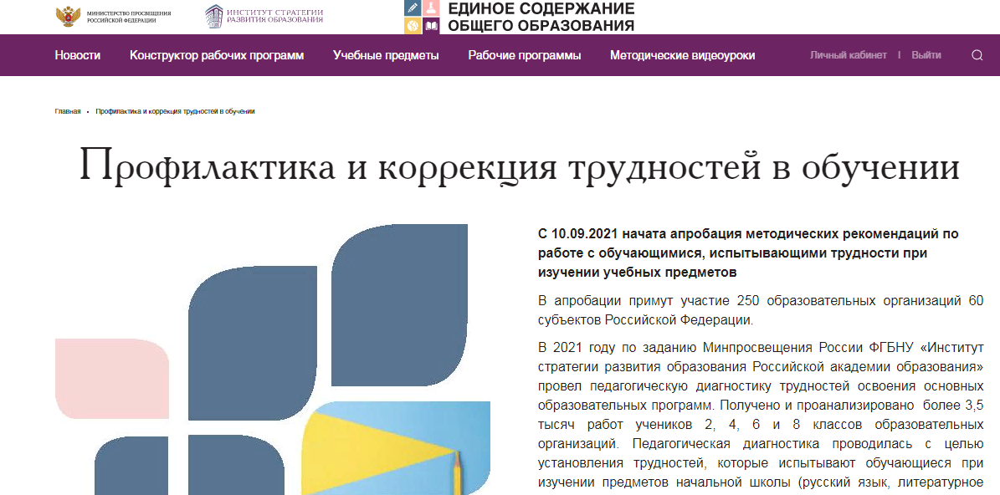 МИНИСТЕРСТВО ПРОСВЕЩЕНИЯ
РОССИЙСКОЙ ФЕДЕРАЦИИ
ИНСТИТУТ СТРАТЕГИИ
РАЗВИТИЯ ОБРАЗОВАНИЯ
ЕДИНОЕ СОДЕРЖАНИЕ
ОБЩЕГО ОБРАЗОВАНИЯ
Новости Конструктор рабочих программ Учебные предметы Рабочие программы Методические видеоуроки Личный кабинет | Выйти
Главная • Профилактика и коррекция трудностей в обучении
Профилактика и коррекция трудностей в обучении
С 10.09.2021 начата апробация методических рекомендаций по
работе с обучающимися, испытывающими трудности при
изучении учебных предметов
В апробации примут участие 250 образовательных организаций 60
субъектов Российской Федерации.
В 2021 году по заданию Минпросвещения России ФГБНУ «Институт
стратегии развития образования Российской академии образования»
провел педагогическую диагностику трудностей освоения основных
образовательных программ. Получено и проанализировано более 3,5
тысяч работ учеников 2, 4, 6 и 8 классов образовательных
организаций. Педагогическая диагностика проводилась с целью
установления трудностей, которые испытывают обучающиеся при
изучении предметов начальной школы (русский язык, литературное